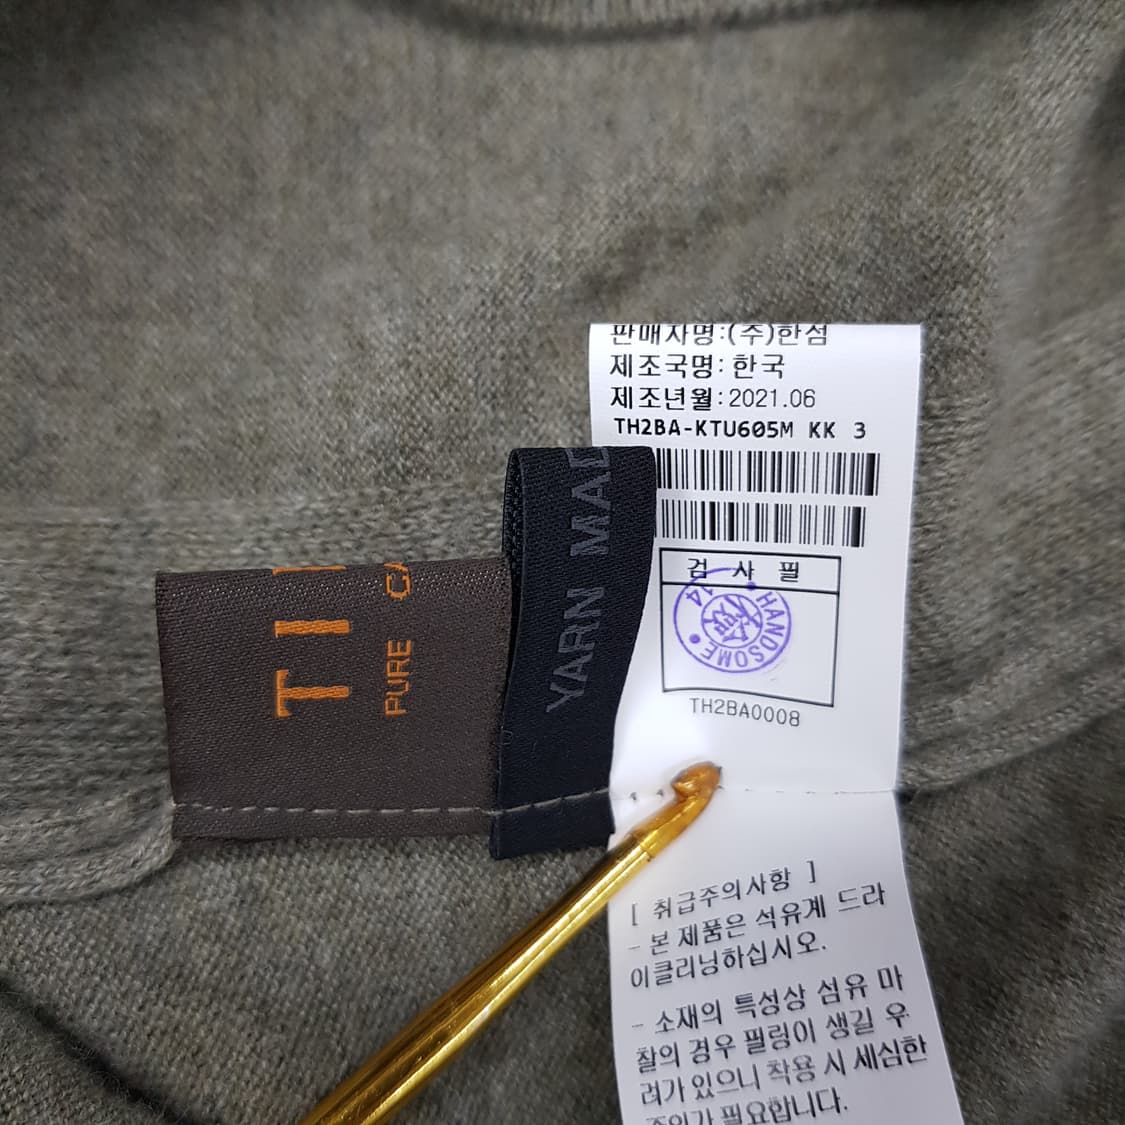 판매자명:(주)한섬
제조국명: 한국
제조년월:2021.06
TH2BA-KTU605M KK 3
검 사 필
HANDSOME
14
TH2BA0008
YARN MAD
TI
PURE CA
[ 취급주의사항 ]
- 본 제품은 석유계 드라
이클리닝하십시오.
- 소재의 특성상 섬유 마
찰의 경우 필링이 생길 우
려가 있으니 착용 시 세심한
주의가 필요합니다.